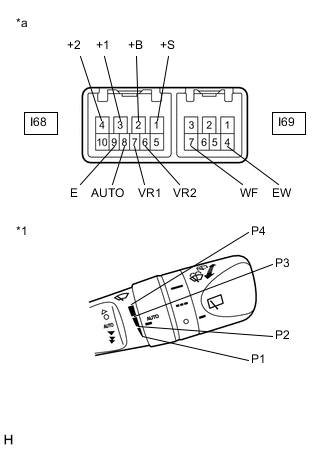 *a
+2 +1 +B +S
I68 4 3 2 1 3 2 1 I69
10 9 8 7 6 5 7 6 5 4
E AUTO VR1 VR2 WF EW
*1
P4
P3
AUTO
AUTO
P2
P1
H